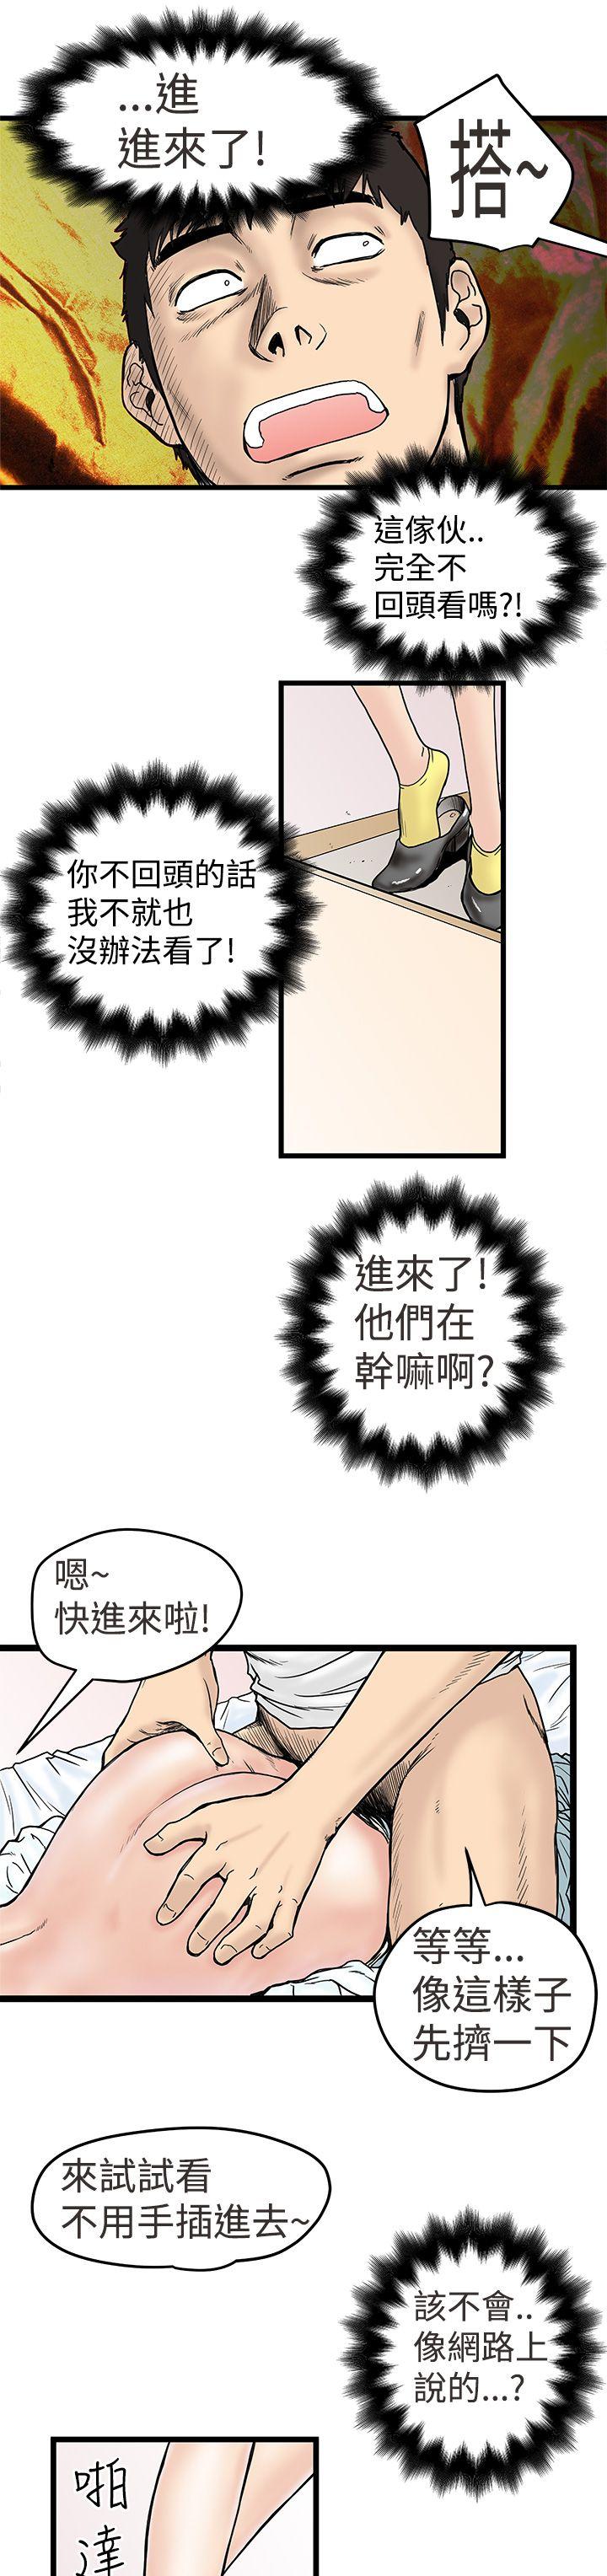 ...進
進來了!
搭~
這傢伙..
完全不
回頭看嗎?!
你不回頭的話
我不就也
沒辦法看了!
進來了!
他們在
幹嘛啊?
嗯~
快進來啦!
等等...
像這樣子
先擠一下
來試試看
不用手插進去~
該不會..
像網路上
說的...?
啪
達